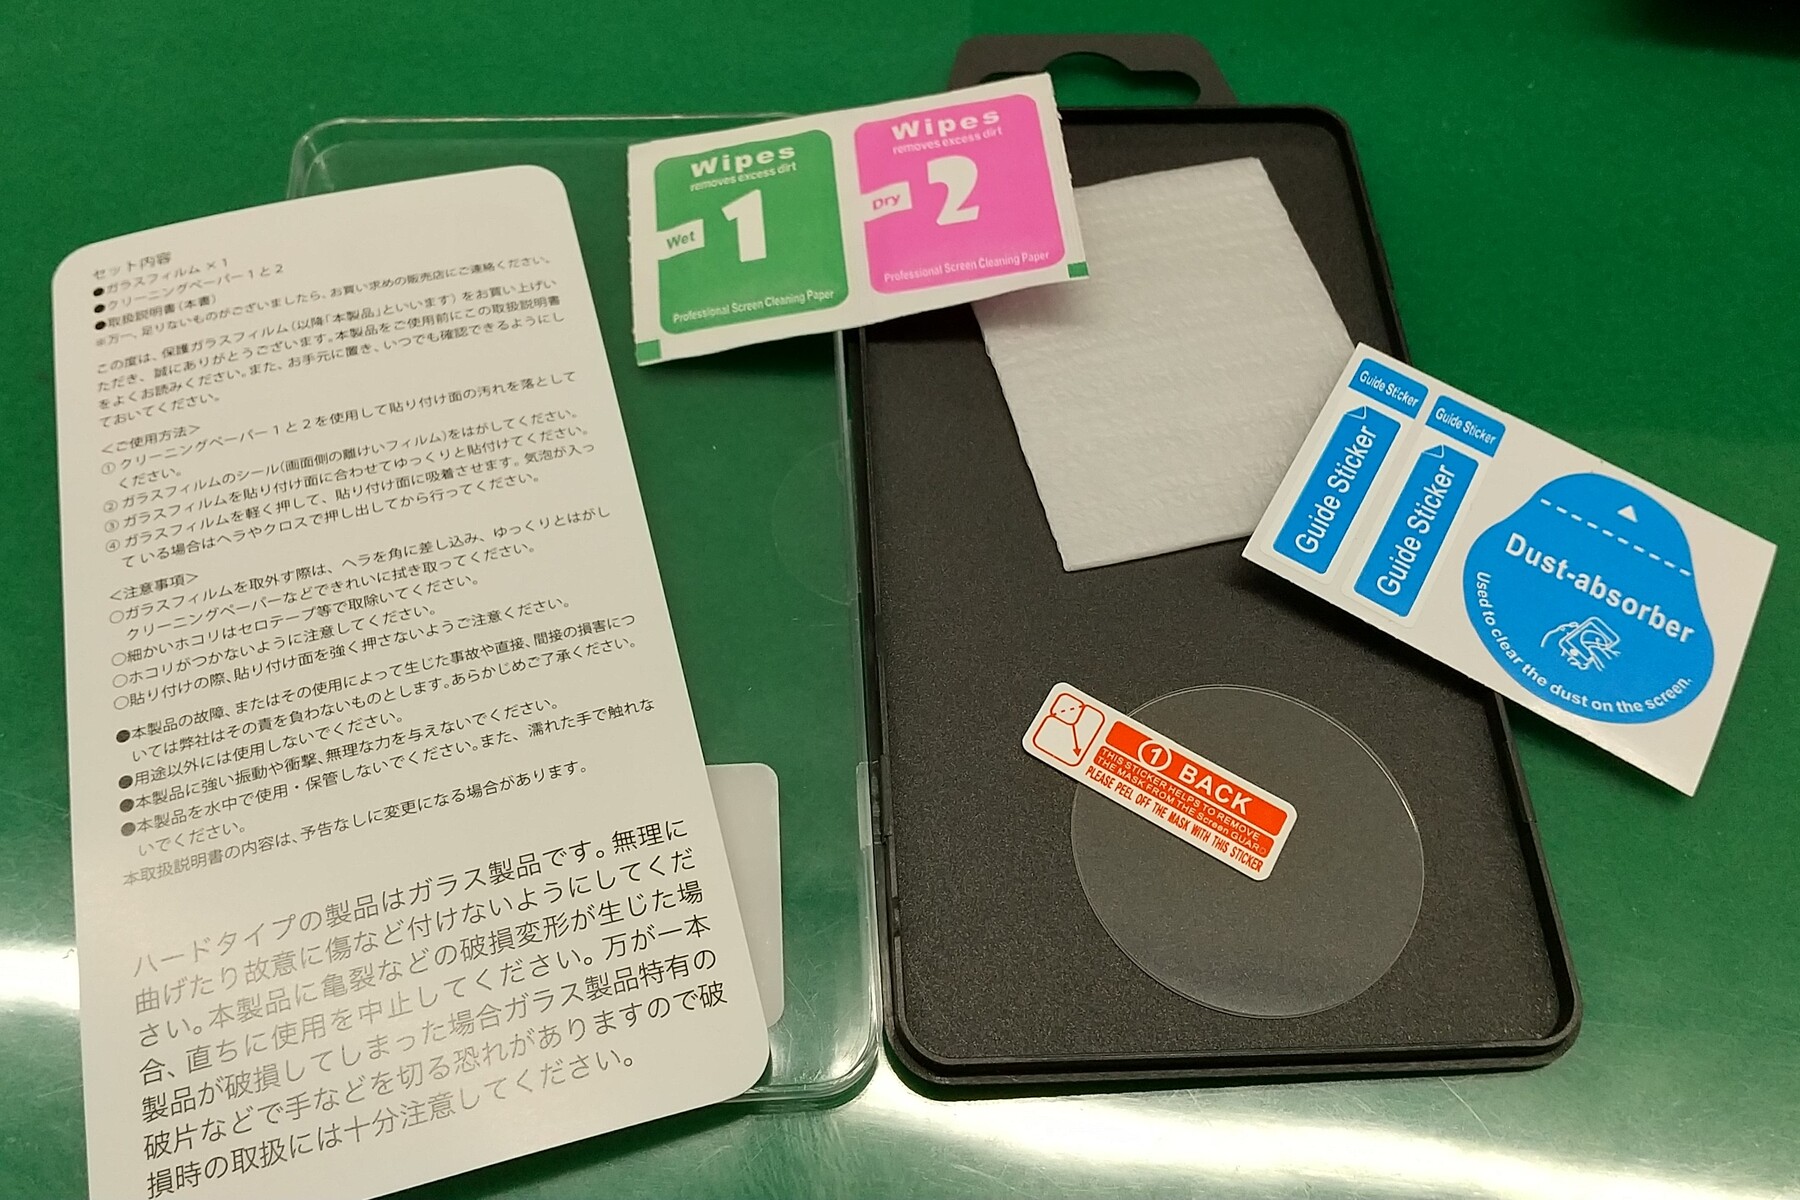 セット内容
●ガラスフィルム × 1
●クリーニングペーパー 1 と 2
●取扱説明書（本書）
※万一、足りないものがございましたら、お買い求めの販売店にご連絡ください。
この度は、保護ガラスフィルム（以降「本製品」といいます）をお買い上げい
ただき、誠にありがとうございます。本製品をご使用前にこの取扱説明書
をよくお読みください。また、お手元に置き、いつでも確認できるようにし
ておいてください。
＜ご使用方法＞
① クリーニングペーパー 1 と 2 を使用して貼り付け面の汚れを落として
ください。
② ガラスフィルムのシール（画面側の離けいフィルム）をはがしてください。
③ ガラスフィルムを貼り付け面に合わせてゆっくりと貼付けてください。
④ ガラスフィルムを軽く押して、貼り付け面に吸着させます。気泡が入っ
ている場合はヘラやクロスで押し出してから行ってください。
＜注意事項＞
○ガラスフィルムを取外す際は、ヘラを角に差し込み、ゆっくりとはがし
クリーニングペーパーなどできれいに拭き取ってください。
○細かいホコリはセロテープ等で取除いてください。
○ホコリがつかないように注意してください。
○貼り付けの際、貼り付け面を強く押さないようご注意ください。
●本製品の故障、またはその使用によって生じた事故や直接、間接の損害につ
いては弊社はその責を負わないものとします。あらかじめご了承ください。
●用途以外には使用しないでください。
●本製品に強い振動や衝撃、無理な力を与えないでください。
●本製品を水中で使用・保管しないでください。また、濡れた手で触れな
いでください。
本取扱説明書の内容は、予告なしに変更になる場合があります。
ハードタイプの製品はガラス製品です。無理に
曲げたり故意に傷など付けないようにしてくだ
さい。本製品に亀裂などの破損変形が生じた場
合、直ちに使用を中止してください。万が一本
製品が破損してしまった場合ガラス製品特有の
破片などで手などを切る恐れがありますので破
損時の取扱には十分注意してください。
Wipes
removes excess dirt
Wet
1
Professional Screen Cleaning Paper
Wipes
removes excess dirt
Dry
2
Professional Screen Cleaning Paper
Guide Sticker
Guide Sticker
Guide Sticker
Guide Sticker
Dust-absorber
Used to clear the dust on the screen.
① BACK
THIS STICKER HELPS TO REMOVE
THE MASK FROM THE Screen GUARD
PLEASE PEEL OFF THE MASK WITH THIS STICKER